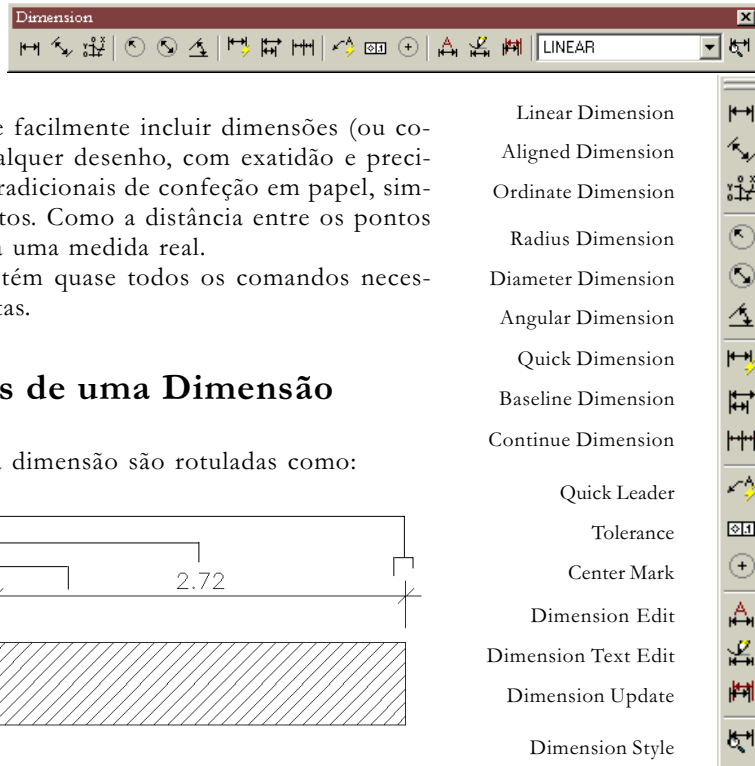 Dimension
LINEAR
e facilmente incluir dimensões (ou co-
alquer desenho, com exatidão e preci-
radicionais de confeção em papel, sim-
tos. Como a distância entre os pontos
a uma medida real.
tém quase todos os comandos neces-
tas.
s de uma Dimensão
a dimensão são rotuladas como:
2.72
Linear Dimension
Aligned Dimension
Ordinate Dimension
Radius Dimension
Diameter Dimension
Angular Dimension
Quick Dimension
Baseline Dimension
Continue Dimension
Quick Leader
Tolerance
Center Mark
Dimension Edit
Dimension Text Edit
Dimension Update
Dimension Style